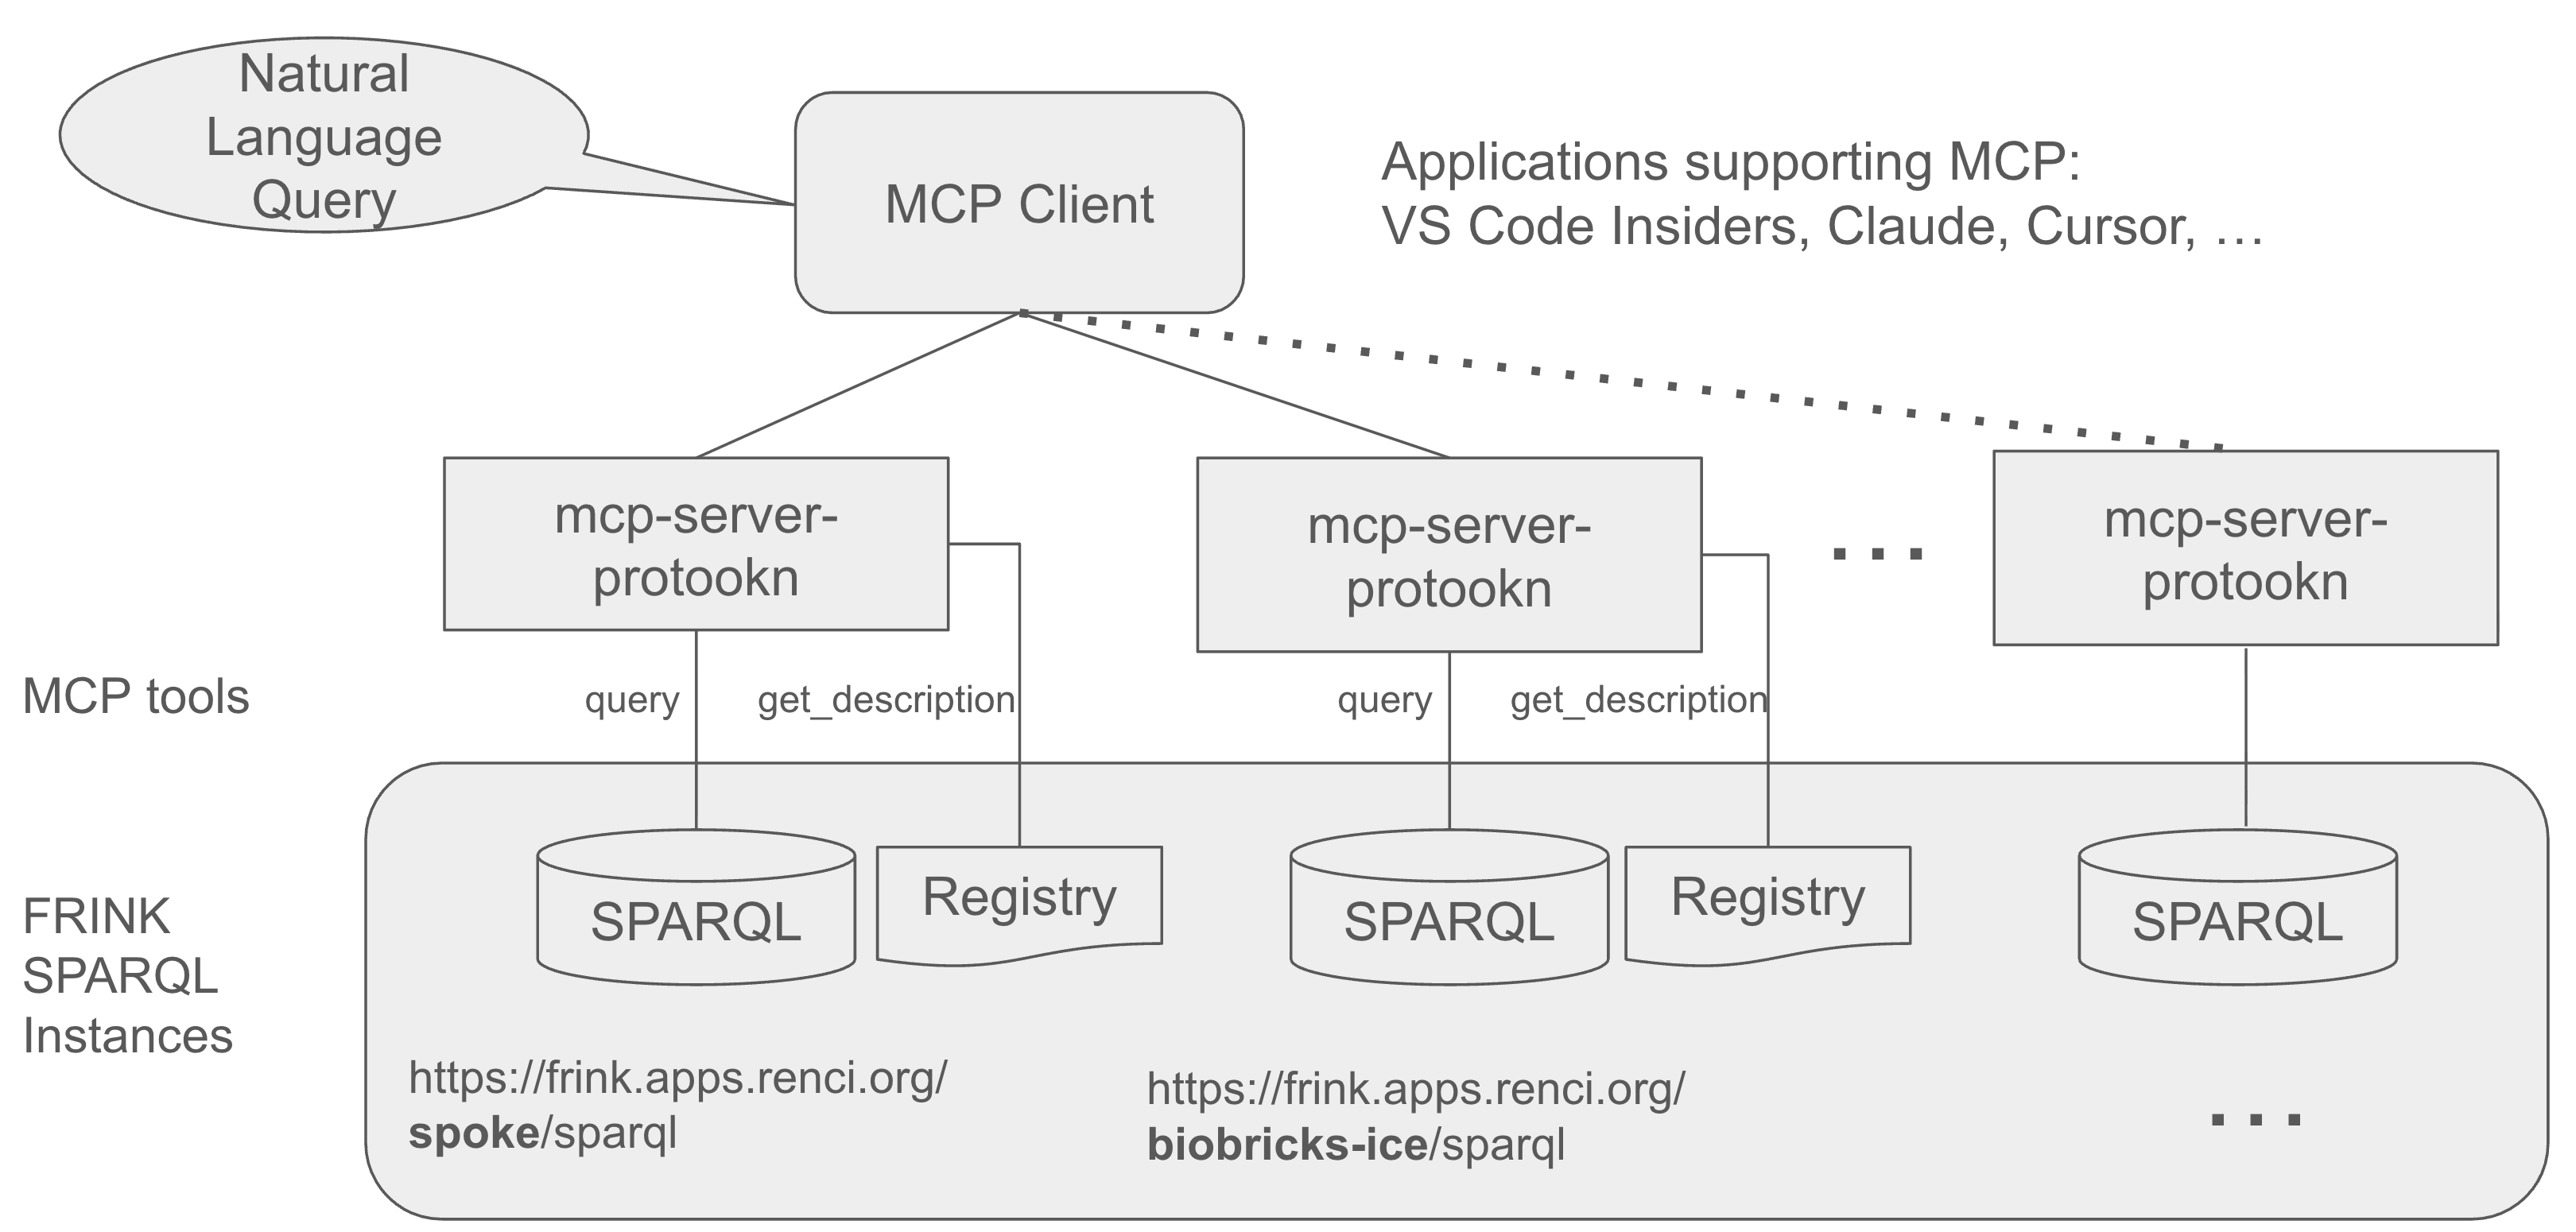 Natural
Language
Query
MCP Client
Applications supporting MCP:
VS Code Insiders, Claude, Cursor, …
mcp-server-
protookn
mcp-server-
protookn
...
mcp-server-
protookn
MCP tools
query
get_description
query
get_description
FRINK
SPARQL
Instances
SPARQL
Registry
SPARQL
Registry
SPARQL
https://frink.apps.renci.org/
spoke/sparql
https://frink.apps.renci.org/
biobricks-ice/sparql
...